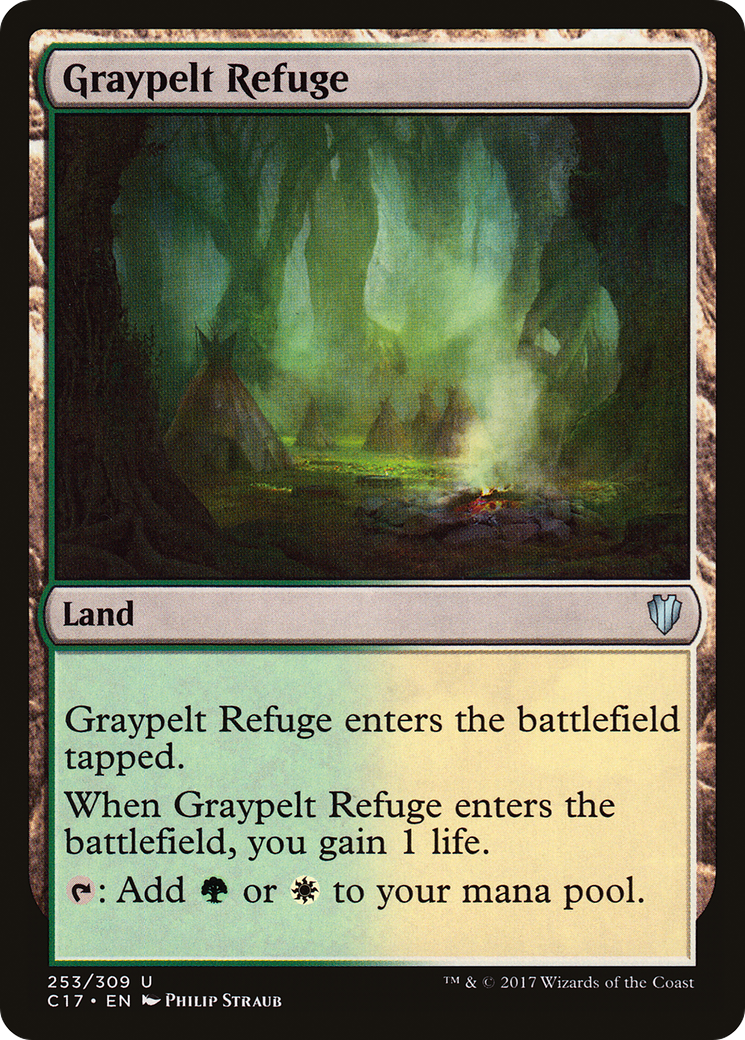 Graypelt Refuge
Land
Graypelt Refuge enters the battlefield
tapped.
When Graypelt Refuge enters the
battlefield, you gain 1 life.
: Add or to your mana pool.
253/309 U
™ & © 2017 Wizards of the Coast
C17 • EN Philip Straub